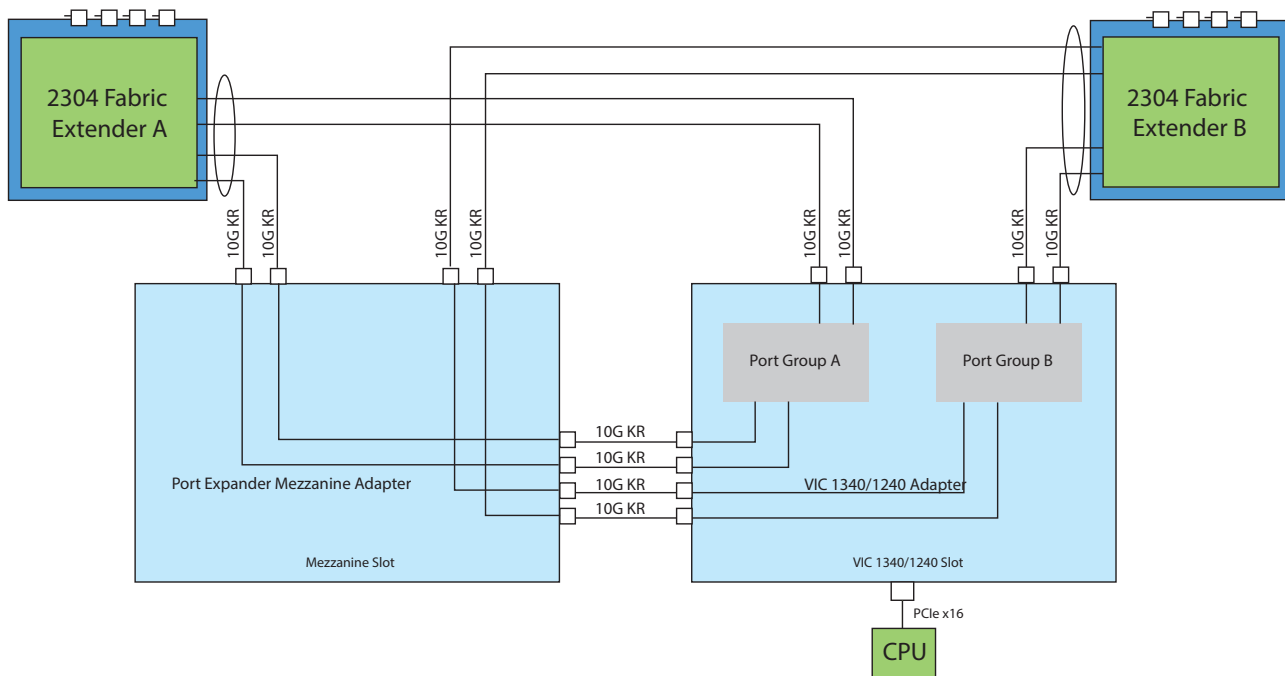 2304 Fabric
Extender A
2304 Fabric
Extender B
10G KR
10G KR
10G KR
10G KR
10G KR
10G KR
10G KR
10G KR
Port Group A
Port Group B
10G KR
10G KR
10G KR
10G KR
Port Expander Mezzanine Adapter
VIC 1340/1240 Adapter
Mezzanine Slot
VIC 1340/1240 Slot
PCIe x16
CPU